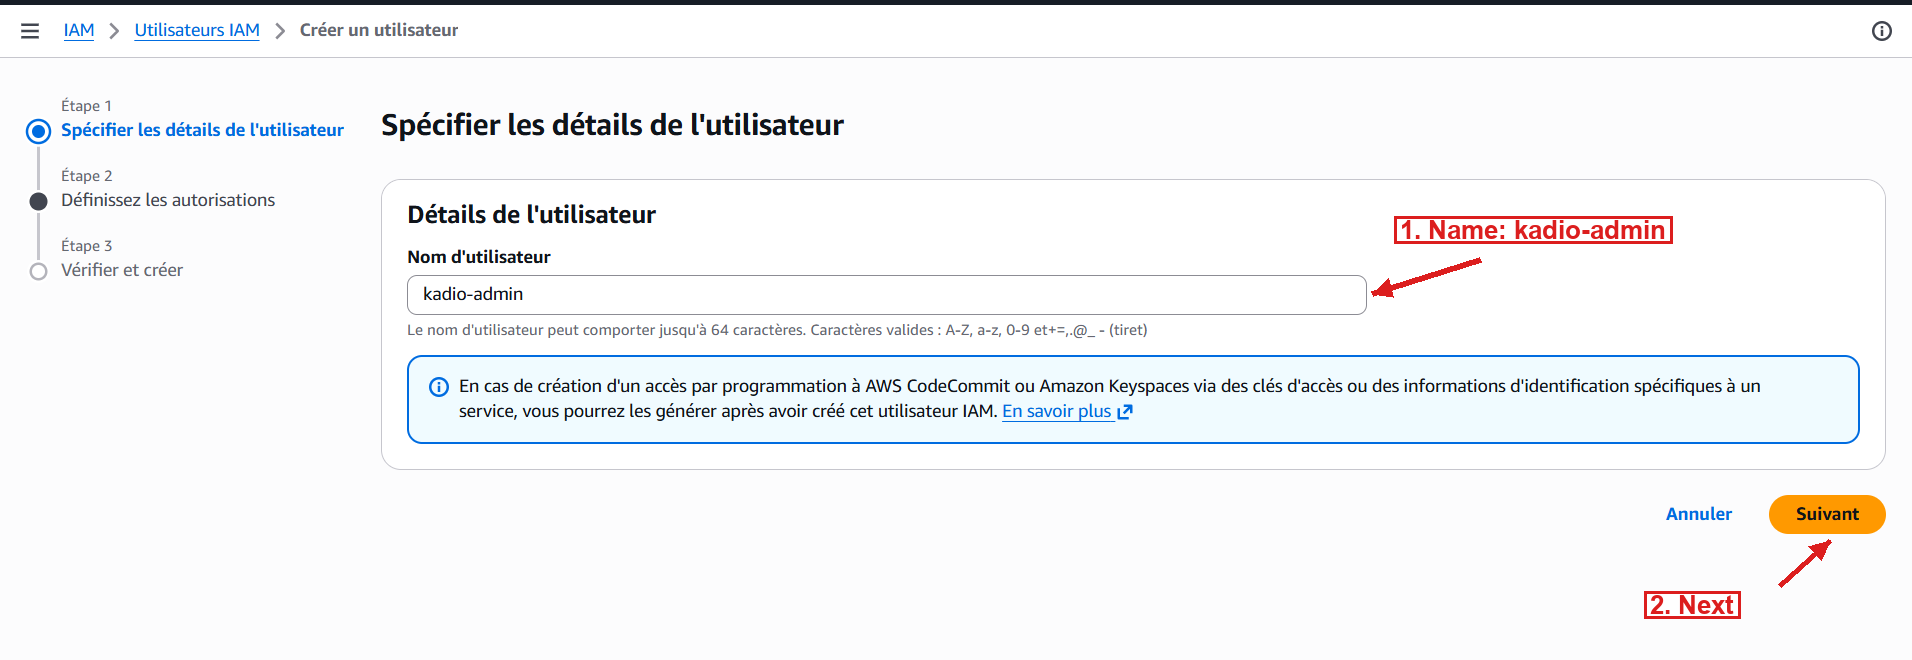 IAM > Utilisateurs IAM > Créer un utilisateur
Étape 1
Spécifier les détails de l'utilisateur
Étape 2
Définissez les autorisations
Étape 3
Vérifier et créer
Spécifier les détails de l'utilisateur
Détails de l'utilisateur
1. Name: kadio-admin
Nom d'utilisateur
kadio-admin
Le nom d'utilisateur peut comporter jusqu'à 64 caractères. Caractères valides : A-Z, a-z, 0-9 et+=,.@_ - (tiret)
En cas de création d'un accès par programmation à AWS CodeCommit ou Amazon Keyspaces via des clés d'accès ou des informations d'identification spécifiques à un
service, vous pourrez les générer après avoir créé cet utilisateur IAM. En savoir plus
Annuler
Suivant
2. Next